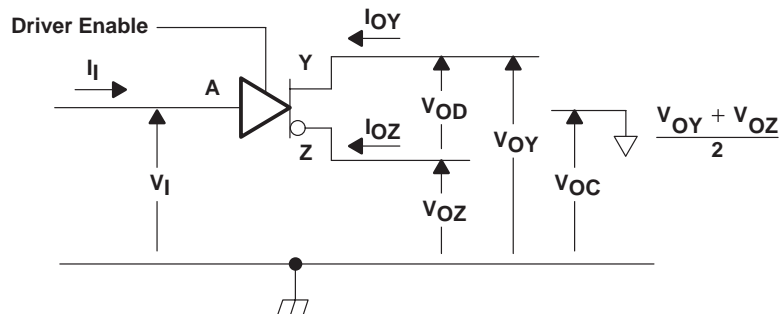 Driver Enable
IOY
II
A
Y
IOZ
Z
VOD
VOY
VOY + VOZ
2
VI
VOZ
VOC